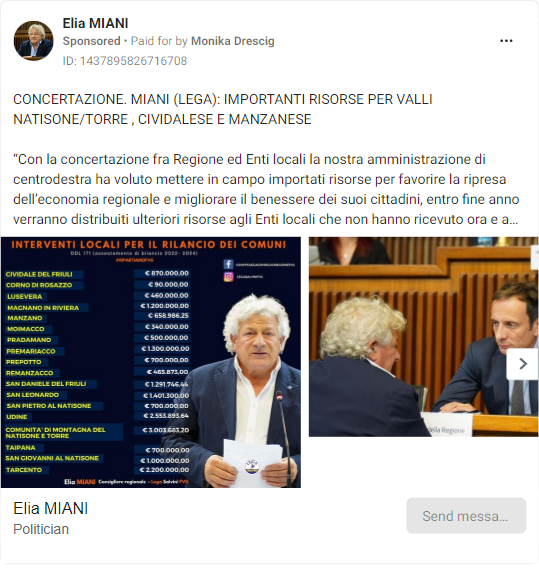 Elia MIANI
Sponsored • Paid for by Monika Drescig
ID: 1437895826716708
CONCERTAZIONE. MIANI (LEGA): IMPORTANTI RISORSE PER VALLI
NATISONE/TORRE , CIVIDALESE E MANZANESE
“Con la concertazione fra Regione ed Enti locali la nostra amministrazione di
centrodestra ha voluto mettere in campo importati risorse per favorire la ripresa
dell’economia regionale e migliorare il benessere dei suoi cittadini, entro fine anno
verranno distribuiti ulteriori risorse agli Enti locali che non hanno ricevuto ora e a...
INTERVENTI LOCALI PER IL RILANCIO DEI COMUNI
DDL 171 (assestamento di bilancio 2022-2024)
#RIPARTIAMOFVG
CIVIDALE DEL FRIULI € 870.000,00
CORNO DI ROSAZZO € 90.000,00
LUSEVERA € 460.000,00
MAGNANO IN RIVIERA € 1.200.000,00
MANZANO € 658.986,25
MOIMACCO € 340.000,00
PRADAMANO € 500.000,00
PREMARIACCO € 1.300.000,00
PREPOTTO € 700.000,00
REMANZACCO € 465.873,00
SAN DANIELE DEL FRIULI € 1.291.746,44
SAN LEONARDO € 1.401.300,00
SAN PIETRO AL NATISONE € 700.000,00
UDINE € 2.553.895,64
COMUNITA' DI MONTAGNA DEL
NATISONE E TORRE € 3.003.683,20
TAIPANA € 700.000,00
SAN GIOVANNI AL NATISONE € 1.000.000,00
TARCENTO € 2.200.000,00
Elia MIANI Consigliere regionale - Lega Salvini FVG
della Regione
Elia MIANI
Politician
Send messa...